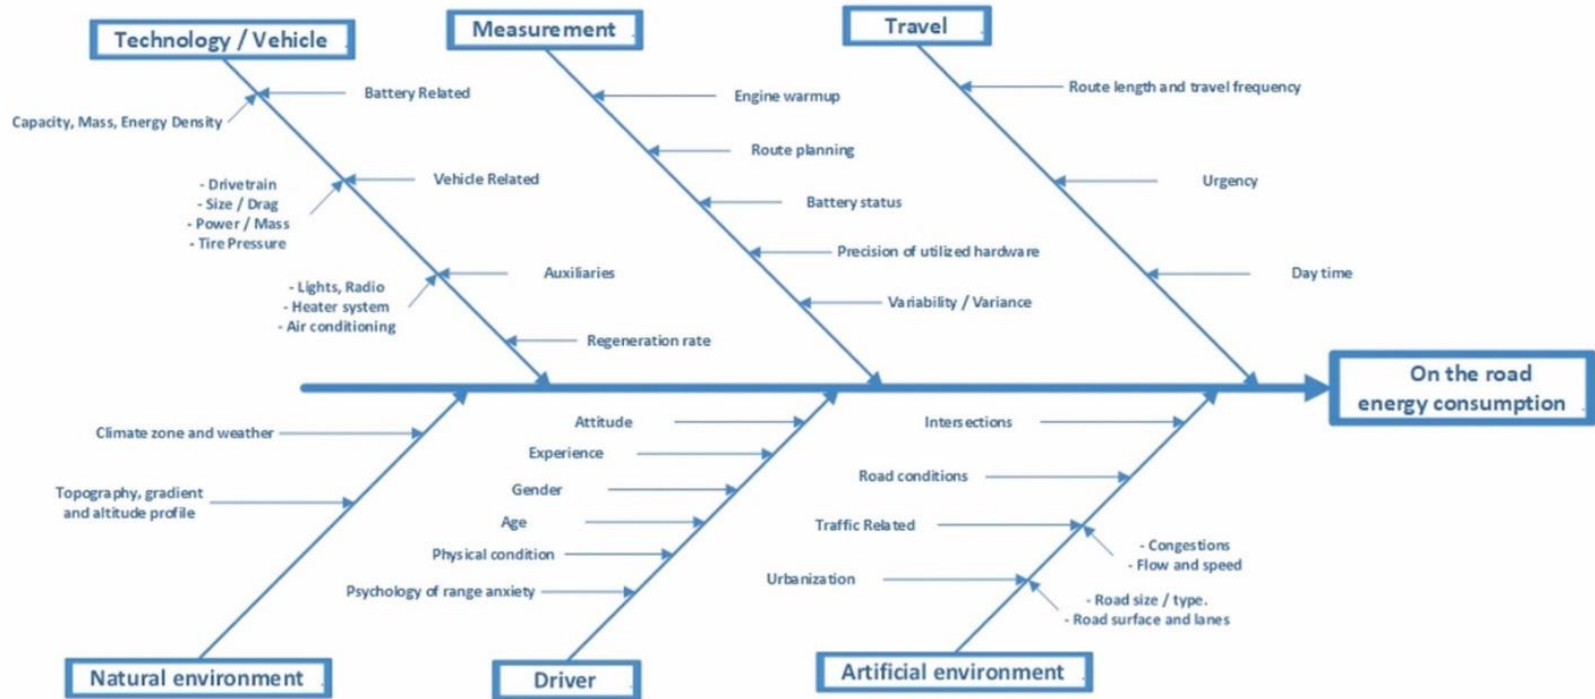 Technology / Vehicle
Measurement
Travel
Battery Related
Capacity, Mass, Energy Density
- Drivetrain
- Size / Drag
- Power / Mass
- Tire Pressure
Vehicle Related
Auxiliaries
- Lights, Radio
- Heater system
- Air conditioning
Regeneration rate
Engine warmup
Route planning
Battery status
Precision of utilized hardware
Variability / Variance
Route length and travel frequency
Urgency
Day time
On the road
energy consumption
Climate zone and weather
Topography, gradient
and altitude profile
Attitude
Experience
Gender
Age
Physical condition
Psychology of range anxiety
Intersections
Road conditions
Traffic Related
- Congestions
- Flow and speed
Urbanization
- Road size / type.
- Road surface and lanes
Natural environment
Driver
Artificial environment